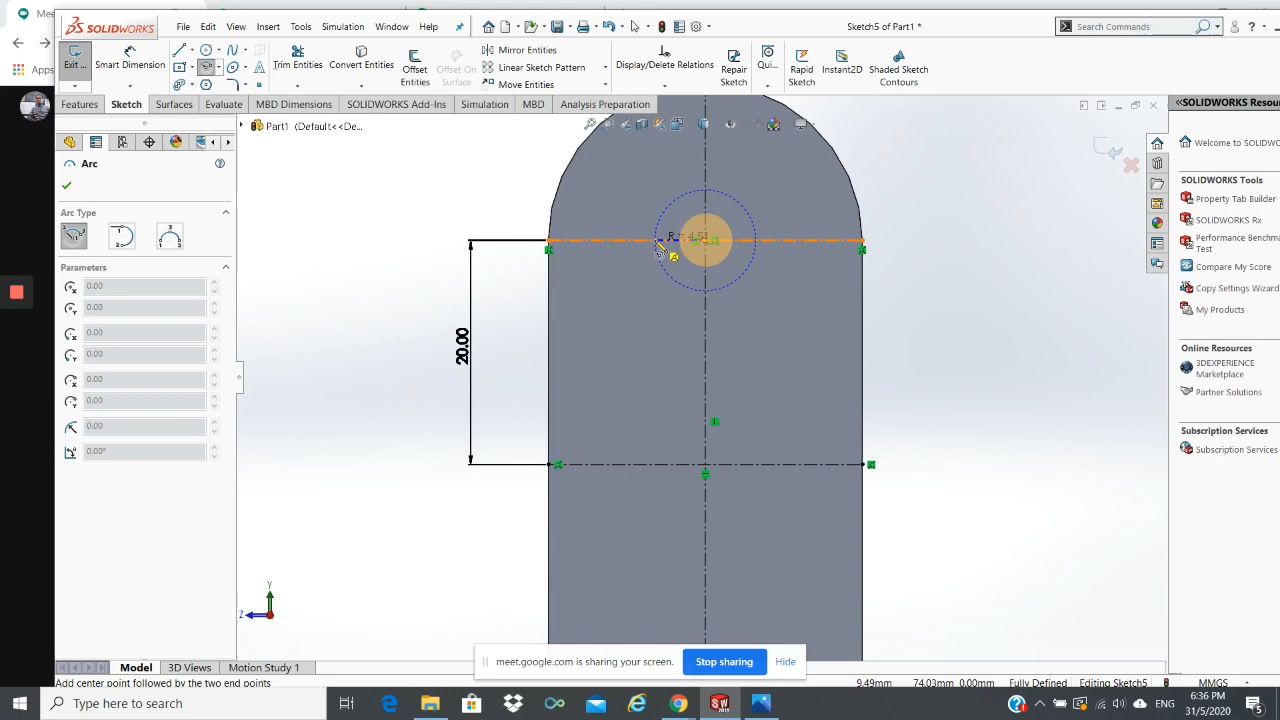 Meet
SOLIDWORKS
File Edit View Insert Tools Simulation Window Help
Sketch5 of Part1 *
Search Commands
Exit ...
Smart Dimension
Trim Entities
Convert Entities
Offset Entities
Offset On Surface
Mirror Entities
Linear Sketch Pattern
Move Entities
Display/Delete Relations
Repair Sketch
Qui...
Rapid Sketch
Instant2D
Shaded Sketch Contours
Apps
Features Sketch Surfaces Evaluate MBD Dimensions SOLIDWORKS Add-Ins Simulation MBD Analysis Preparation
SOLIDWORKS Resour
Part1 (Default<<De...
Welcome to SOLIDWO
Arc
SOLIDWORKS Tools
Property Tab Builder
Arc Type
SOLIDWORKS Rx
R = 4.51
Performance Benchma
Test
Parameters
Compare My Score
0.00
Copy Settings Wizard
0.00
My Products
0.00
20.00
Online Resources
0.00
3DEXPERIENCE
Marketplace
0.00
Partner Solutions
0.00
0.00
Subscription Services
0.00°
Subscription Services
Y
Z
meet.google.com is sharing your screen. Stop sharing Hide
Model 3D Views Motion Study 1
Add center point followed by the two end points
9.49mm 74.03mm 0.00mm Fully Defined Editing Sketch5 MMGS
Type here to search
SW
2019
ENG
6:36 PM
31/5/2020